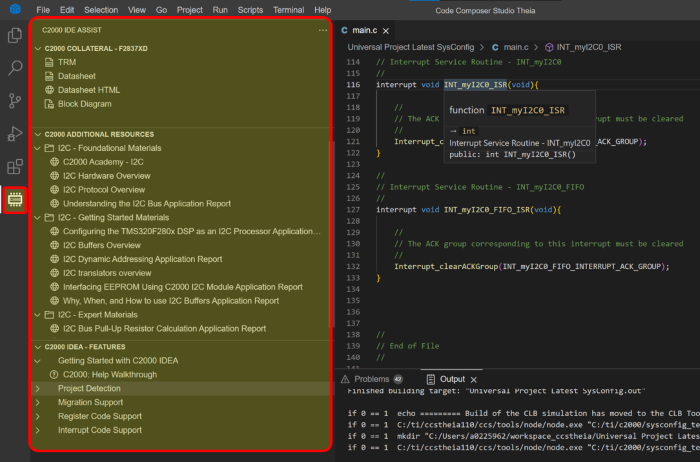 File Edit Selection View Go Project Run Scripts Terminal Help
Code Composer Studio Theia
C2000 IDE ASSIST ...
C2000 COLLATERAL - F2837XD
TRM
Datasheet
Datasheet HTML
Block Diagram
C2000 ADDITIONAL RESOURCES
I2C - Foundational Materials
C2000 Academy - I2C
I2C Hardware Overview
I2C Protocol Overview
Understanding the I2C Bus Application Report
I2C - Getting Started Materials
Configuring the TMS320F280x DSP as an I2C Processor Application...
I2C Buffers Overview
I2C Dynamic Addressing Application Report
I2C translators overview
Interfacing EEPROM Using C2000 I2C Module Application Report
Why, When, and How to use I2C Buffers Application Report
I2C - Expert Materials
I2C Bus Pull-Up Resistor Calculation Application Report
C2000 IDEA - FEATURES
Getting Started with C2000 IDEA
C2000: Help Walkthrough
Project Detection
Migration Support
Register Code Support
Interrupt Code Support
C main.c ×
Universal Project Latest SysConfig > C main.c > INT_myI2C0_ISR
114 // Interrupt Service Routine - INT_myI2C0
115 //
116 interrupt void INT_myI2C0_ISR(void){
117
118 //
119 // The ACK
120 //
121 Interrupt_c
122 }
function INT_myI2C0_ISR
→ int
Interrupt Service Routine - INT_myI2C0
public: int INT_myI2C0_ISR()
rupt must be cleared
ACK_GROUP);
123
124 //
125 // Interrupt Service Routine - INT_myI2C0_FIFO
126 //
127 interrupt void INT_myI2C0_FIFO_ISR(void){
128
129 //
130 // The ACK group corresponding to this interrupt must be cleared
131 //
132 Interrupt_clearACKGroup(INT_myI2C0_FIFO_INTERRUPT_ACK_GROUP);
133 }
134
135
136
137
138 //
139 // End of File
140 //
Problems 42 Output ×
Finished building target: "Universal Project Latest SysConfig.out"
if 0 == 1 echo ========= Build of the CLB simulation has moved to the CLB Too
if 0 == 1 C:/ti/ccstheia110/ccs/tools/node/node.exe "C:/ti/c2000/sysconfig_te
if 0 == 1 mkdir "C:/Users/a0225962/workspace_ccstheia/Universal Project Lates
if 0 == 1 C:/ti/ccstheia110/ccs/tools/node/node.exe "C:/ti/c2000/sysconfig_te